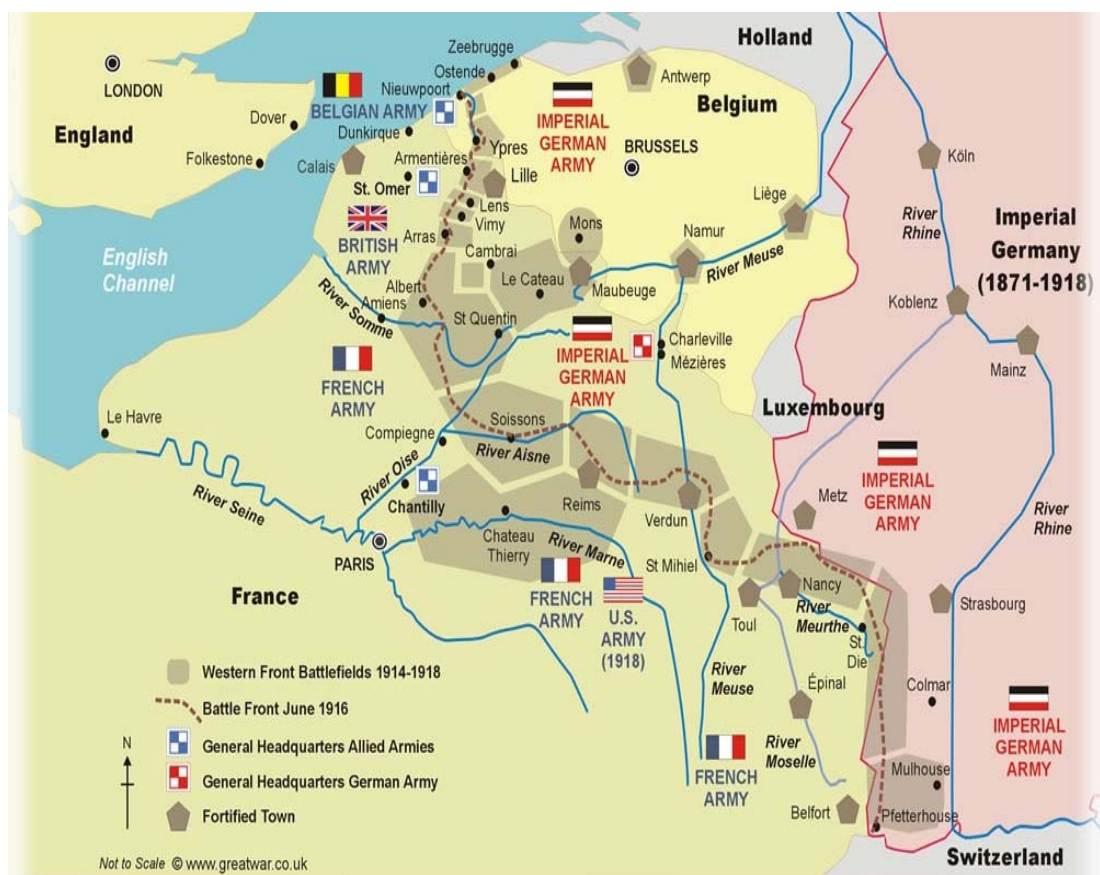 Zeebrugge
Holland
LONDON
Ostende
Antwerp
Nieuwpoort
BELGIAN ARMY
Belgium
England
Dover
IMPERIAL
GERMAN
ARMY
Dunkirque
Ypres
BRUSSELS
Köln
Folkestone
Calais
Armentières
St. Omer
Lille
Liège
Lens
Vimy
Mons
Namur
River
Rhine
Imperial
Germany
(1871-1918)
BRITISH
ARMY
Arras
English
Channel
Cambrai
River Meuse
Le Cateau
Maubeuge
Albert
Amiens
River Somme
St Quentin
Koblenz
Charleville
Mézières
IMPERIAL
GERMAN
ARMY
Mainz
FRENCH
ARMY
Luxembourg
Le Havre
Soissons
Compiegne
River Aisne
River Oise
IMPERIAL
GERMAN
ARMY
Metz
River Seine
Chantilly
Reims
Verdun
River
Rhine
PARIS
Chateau
Thierry
River Marne
St Mihiel
Nancy
France
FRENCH
ARMY
U.S.
ARMY
(1918)
Toul
River
Meurthe
Strasbourg
St.
Die
Western Front Battlefields 1914-1918
River
Meuse
Épinal
Colmar
Battle Front June 1916
IMPERIAL
GERMAN
ARMY
N
General Headquarters Allied Armies
River
Moselle
General Headquarters German Army
FRENCH
ARMY
Mulhouse
Fortified Town
Belfort
Pfetterhouse
Not to Scale © www.greatwar.co.uk
Switzerland